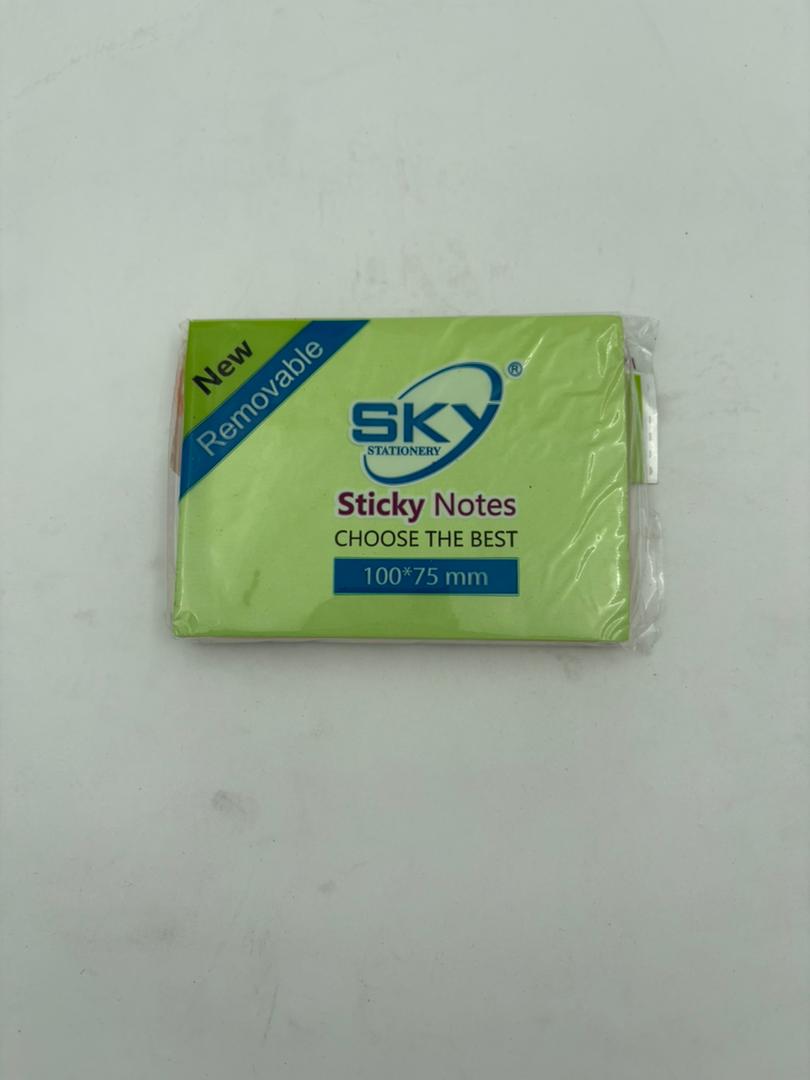 New
Removable
SKY®
STATIONERY
Sticky Notes
CHOOSE THE BEST
100*75 mm